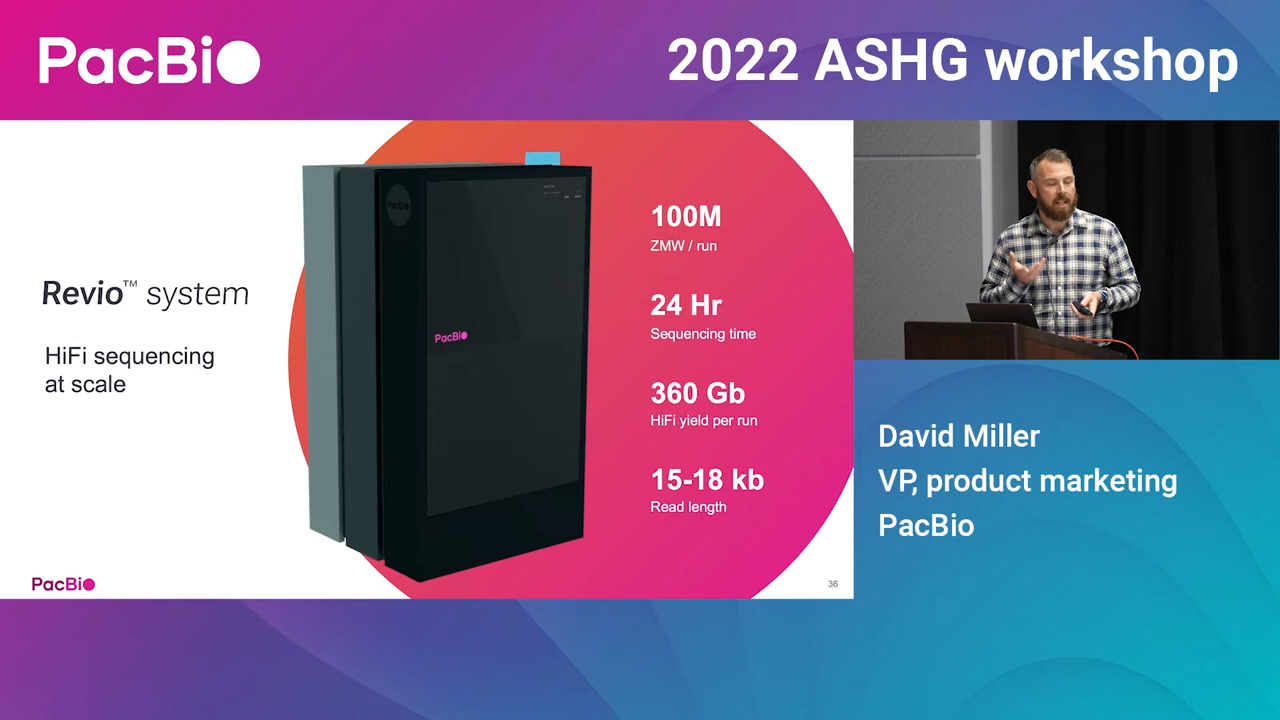 PacBio
2022 ASHG workshop
Revio™ system
HiFi sequencing
at scale
PacBio
PacBio
100M
ZMW / run
24 Hr
Sequencing time
360 Gb
HiFi yield per run
15-18 kb
Read length
PacBio
36
David Miller
VP, product marketing
PacBio